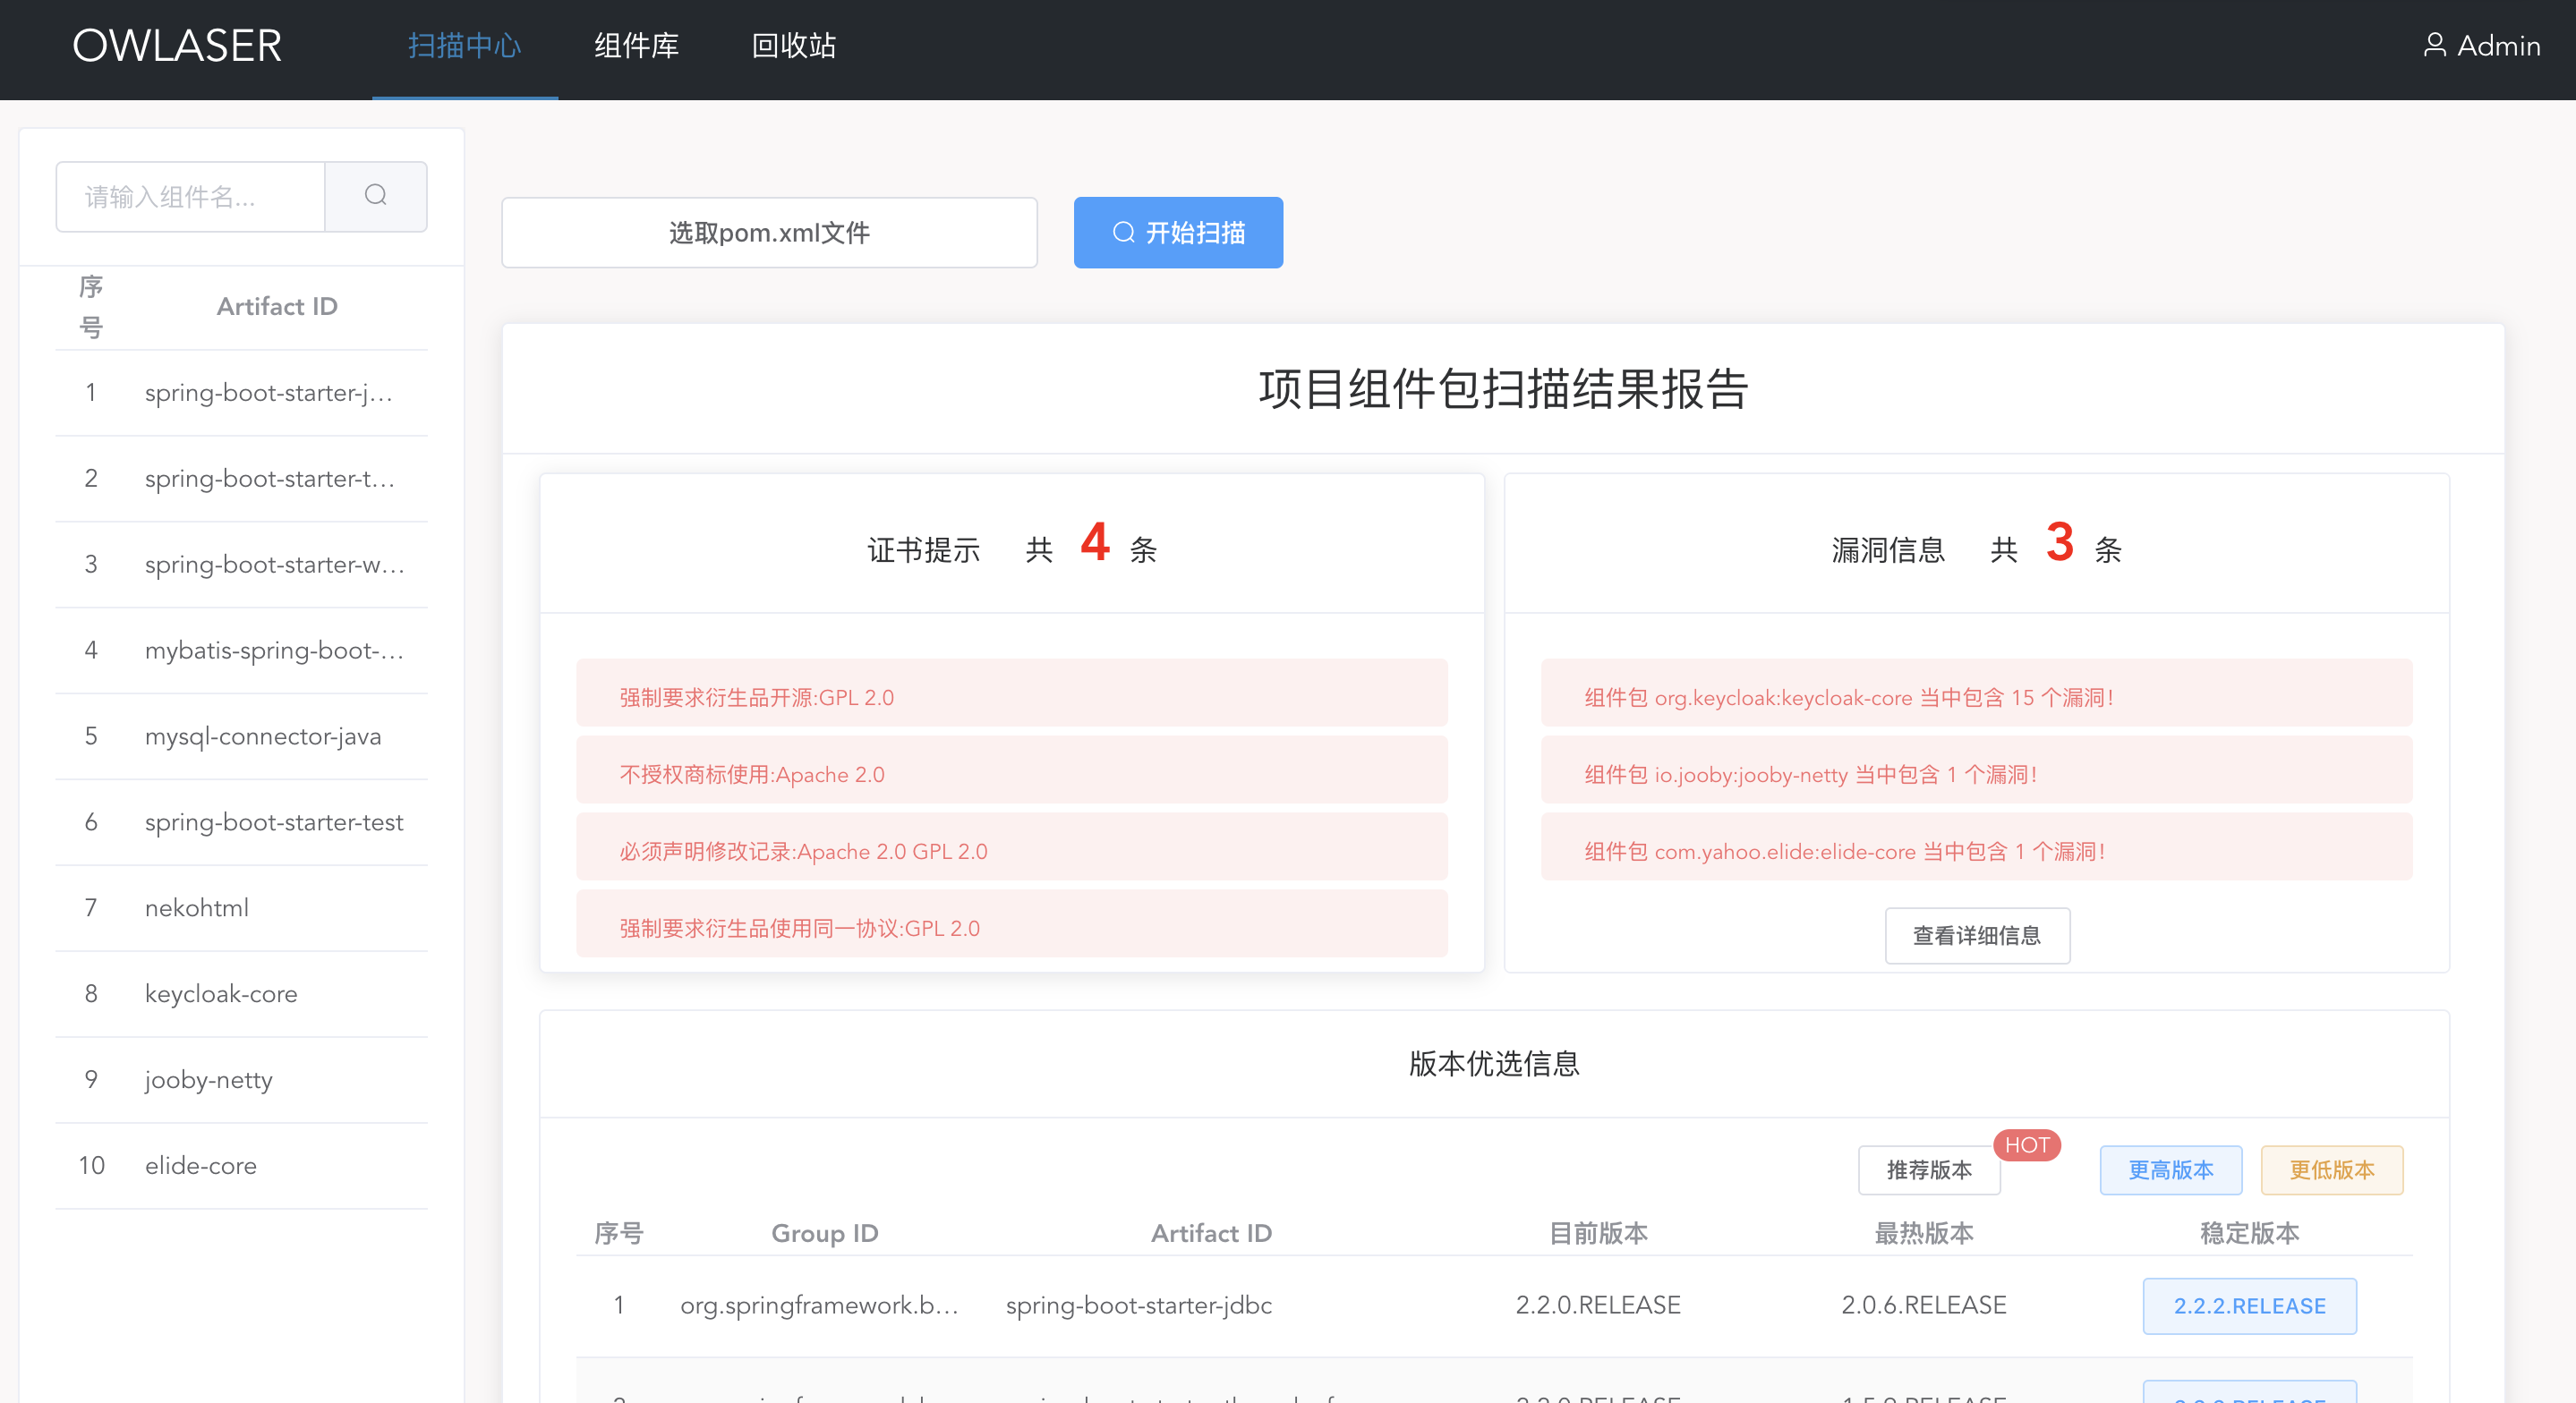 OWLASER 扫描中心 组件库 回收站 Admin
请输入组件名...
选取pom.xml文件 开始扫描
序号 Artifact ID
1 spring-boot-starter-j...
2 spring-boot-starter-t...
3 spring-boot-starter-w...
4 mybatis-spring-boot-...
5 mysql-connector-java
6 spring-boot-starter-test
7 nekohtml
8 keycloak-core
9 jooby-netty
10 elide-core
项目组件包扫描结果报告
证书提示 共 4 条
强制要求衍生品开源:GPL 2.0
不授权商标使用:Apache 2.0
必须声明修改记录:Apache 2.0 GPL 2.0
强制要求衍生品使用同一协议:GPL 2.0
漏洞信息 共 3 条
组件包 org.keycloak:keycloak-core 当中包含 15 个漏洞!
组件包 io.jooby:jooby-netty 当中包含 1 个漏洞!
组件包 com.yahoo.elide:elide-core 当中包含 1 个漏洞!
查看详细信息
版本优选信息
推荐版本 HOT 更高版本 更低版本
序号 Group ID Artifact ID 目前版本 最热版本 稳定版本
1 org.springframework.b... spring-boot-starter-jdbc 2.2.0.RELEASE 2.0.6.RELEASE 2.2.2.RELEASE